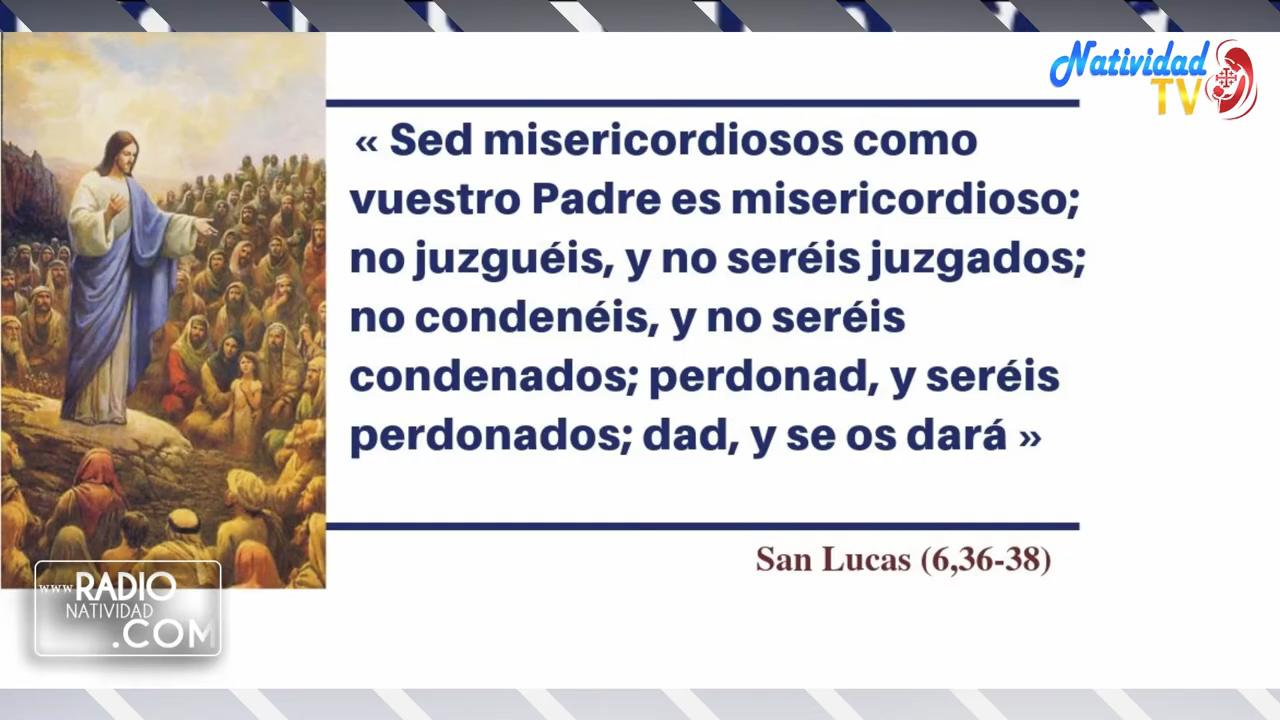 Natividad
TV
« Sed misericordiosos como
vuestro Padre es misericordioso;
no juzguéis, y no seréis juzgados;
no condenéis, y no seréis
condenados; perdonad, y seréis
perdonados; dad, y se os dará »
San Lucas (6,36-38)
www RADIO
NATIVIDAD
.COM